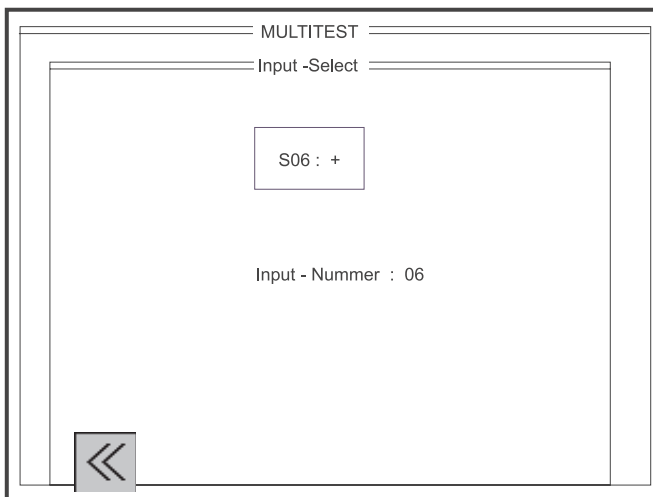 MULTITEST
Input -Select
S06 : +
Input - Nummer : 06